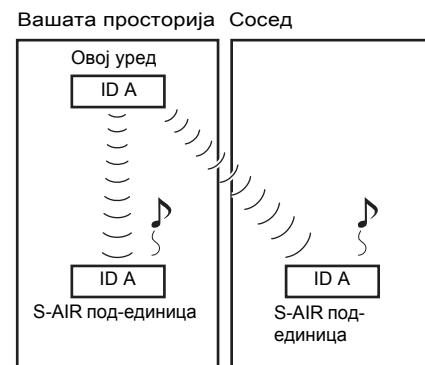 Вашата просторија Сосед
Овој уред
ID A
ID A
S-AIR под-единица
ID A
S-AIR под-
единица